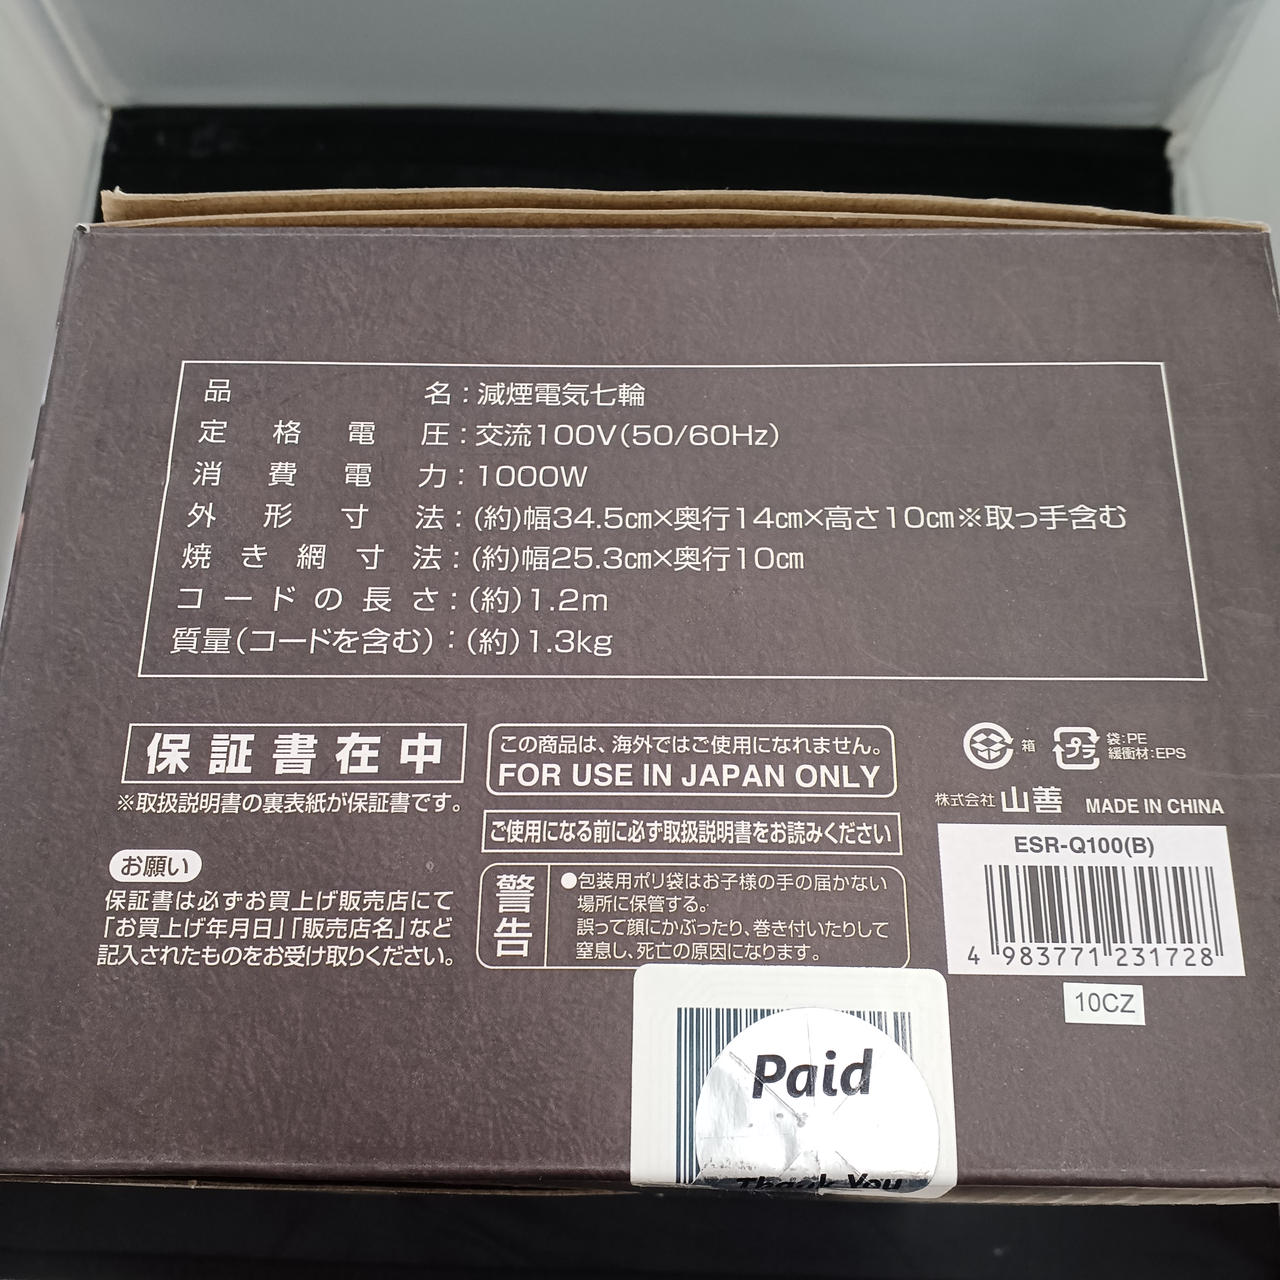 品名：減煙電気七輪
定格電圧：交流100V(50/60Hz)
消費電力：1000W
外形寸法：(約)幅34.5㎝×奥行14㎝×高さ10㎝※取っ手含む
焼き網寸法：(約)幅25.3㎝×奥行10㎝
コードの長さ：(約)1.2m
質量(コードを含む)：(約)1.3kg
保証書在中
※取扱説明書の裏表紙が保証書です。
お願い
保証書は必ずお買上げ販売店にて
「お買上げ年月日」「販売店名」など
記入されたものをお受け取りください。
この商品は、海外ではご使用になれません。
FOR USE IN JAPAN ONLY
ご使用になる前に必ず取扱説明書をお読みください
警告
●包装用ポリ袋はお子様の手の届かない
場所に保管する。
誤って顔にかぶったり、巻き付いたりして
窒息し、死亡の原因になります。
箱
プラ
袋:PE
緩衝材:EPS
株式会社 山善 MADE IN CHINA
ESR-Q100(B)
4 983771 231728
10CZ
Paid
Thank You